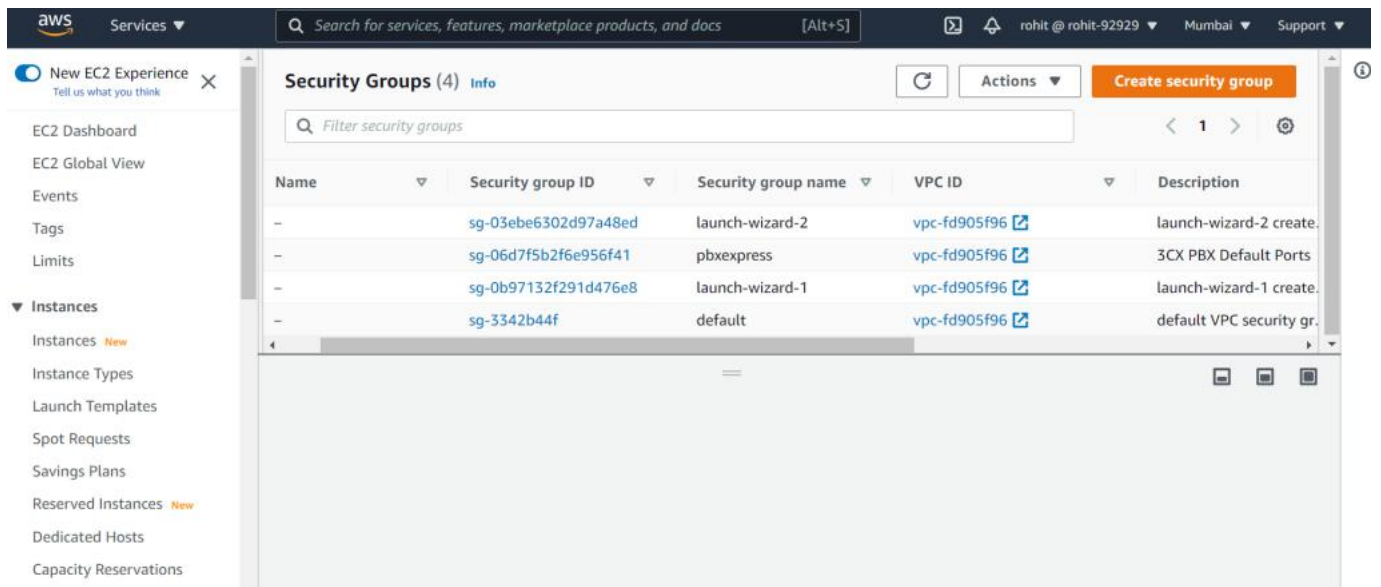 aws Services ▼ Search for services, features, marketplace products, and docs [Alt+S] rohit @ rohit-92929 ▼ Mumbai ▼ Support ▼
New EC2 Experience
Tell us what you think
EC2 Dashboard
EC2 Global View
Events
Tags
Limits
▼ Instances
Instances New
Instance Types
Launch Templates
Spot Requests
Savings Plans
Reserved Instances New
Dedicated Hosts
Capacity Reservations
Security Groups (4) Info Actions ▼ Create security group
Filter security groups < 1 >
Name Security group ID Security group name VPC ID Description
– sg-03ebe6302d97a48ed launch-wizard-2 vpc-fd905f96 launch-wizard-2 create.
– sg-06d7f5b2f6e956f41 pbxexpress vpc-fd905f96 3CX PBX Default Ports
– sg-0b97132f291d476e8 launch-wizard-1 vpc-fd905f96 launch-wizard-1 create.
– sg-3342b44f default vpc-fd905f96 default VPC security gr.